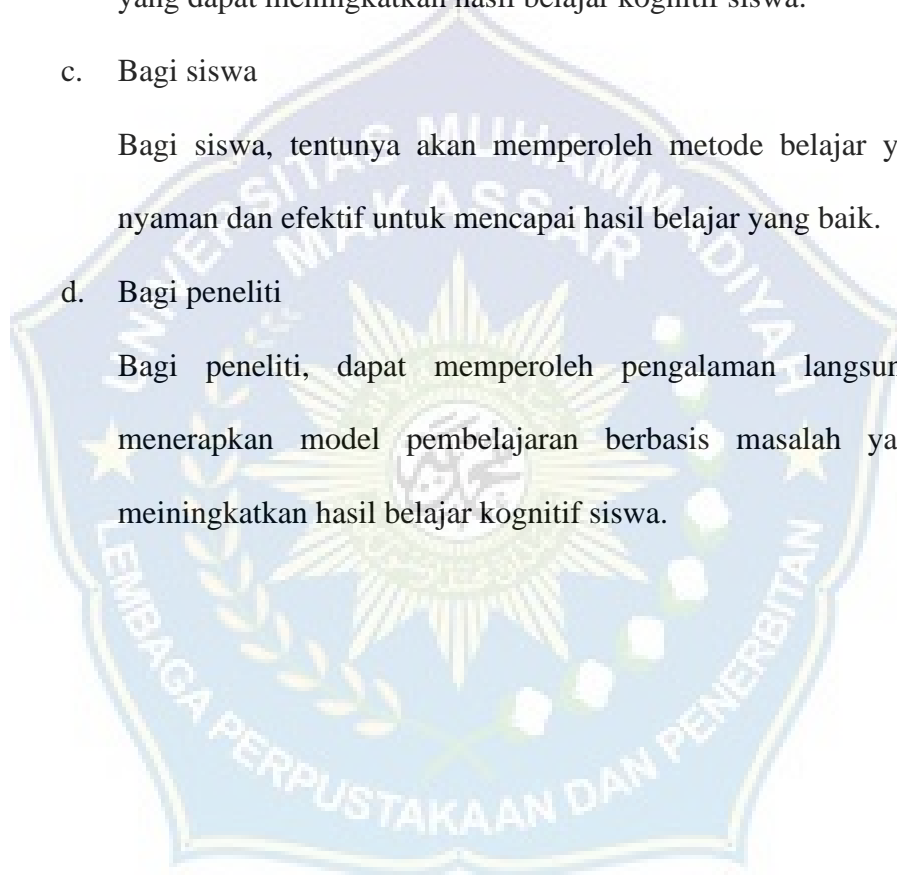 yang dapat meningkatkan hasil belajar kognitif siswa.
c. Bagi siswa
Bagi siswa, tentunya akan memperoleh metode belajar y
nyaman dan efektif untuk mencapai hasil belajar yang baik.
d. Bagi peneliti
Bagi peneliti, dapat memperoleh pengalaman langsun
menerapkan model pembelajaran berbasis masalah ya
meiningkatkan hasil belajar kognitif siswa.
UNIVERSITAS MUHAMMADIYAH
MAKASSAR
LEMBAGA PERPUSTAKAAN DAN PENERBITAN